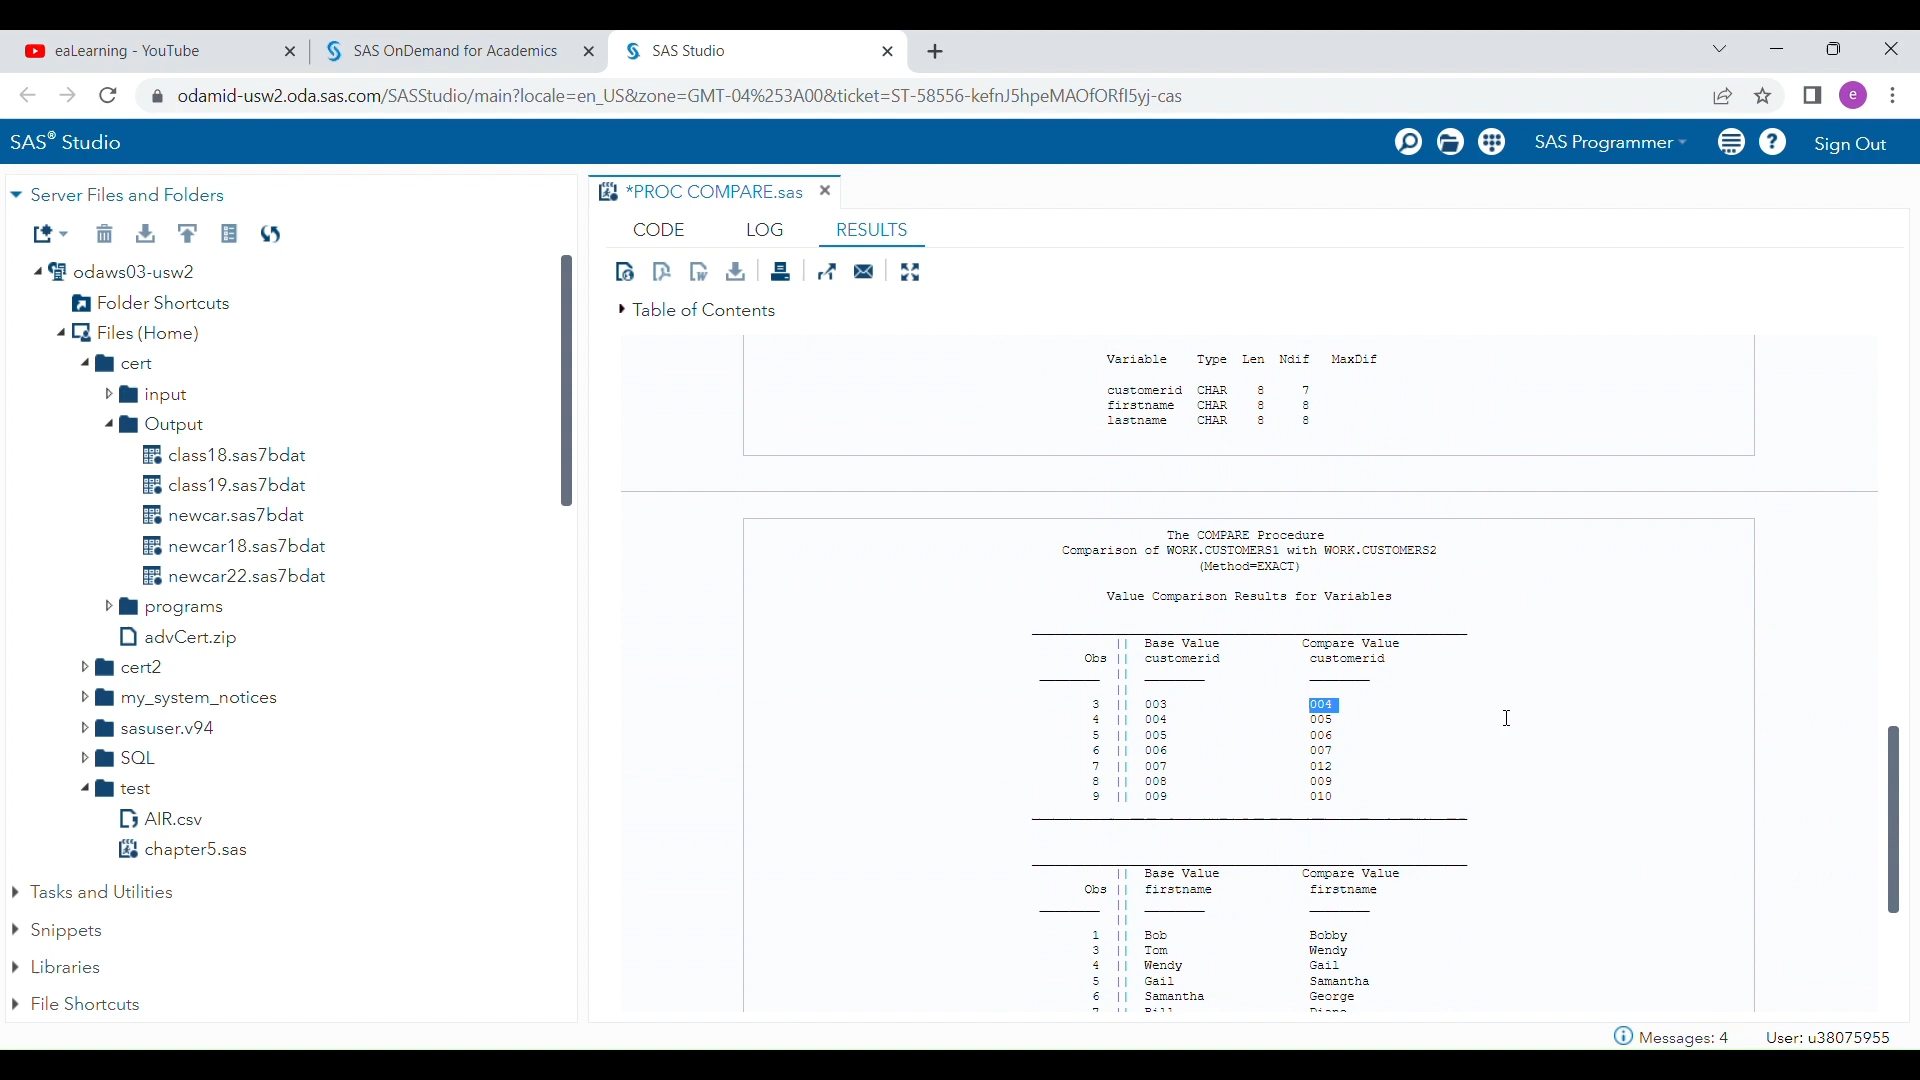 eaLearning - YouTube
SAS OnDemand for Academics
SAS Studio
odamid-usw2.oda.sas.com/SASStudio/main?locale=en_US&zone=GMT-04%253A00&ticket=ST-58556-kefnJ5hpeMAOfORfI5yj-cas
e
SAS® Studio
SAS Programmer
Sign Out
Server Files and Folders
odaws03-usw2
Folder Shortcuts
Files (Home)
cert
input
Output
class18.sas7bdat
class19.sas7bdat
newcar.sas7bdat
newcar18.sas7bdat
newcar22.sas7bdat
programs
advCert.zip
cert2
my_system_notices
sasuser.v94
SQL
test
AIR.csv
chapter5.sas
Tasks and Utilities
Snippets
Libraries
File Shortcuts
*PROC COMPARE.sas
CODE LOG RESULTS
Table of Contents
Variable Type Len Ndif MaxDif
customerid CHAR 8 7
firstname CHAR 8 8
lastname CHAR 8 8
The COMPARE Procedure
Comparison of WORK.CUSTOMERS1 with WORK.CUSTOMERS2
(Method=EXACT)
Value Comparison Results for Variables
|| Base Value Compare Value
Obs || customerid customerid
3 || 003 004
4 || 004 005
5 || 005 006
6 || 006 007
7 || 007 012
8 || 008 009
9 || 009 010
|| Base Value Compare Value
Obs || firstname firstname
1 || Bob Bobby
3 || Tom Wendy
4 || Wendy Gail
5 || Gail Samantha
6 || Samantha George
Messages: 4
User: u38075955